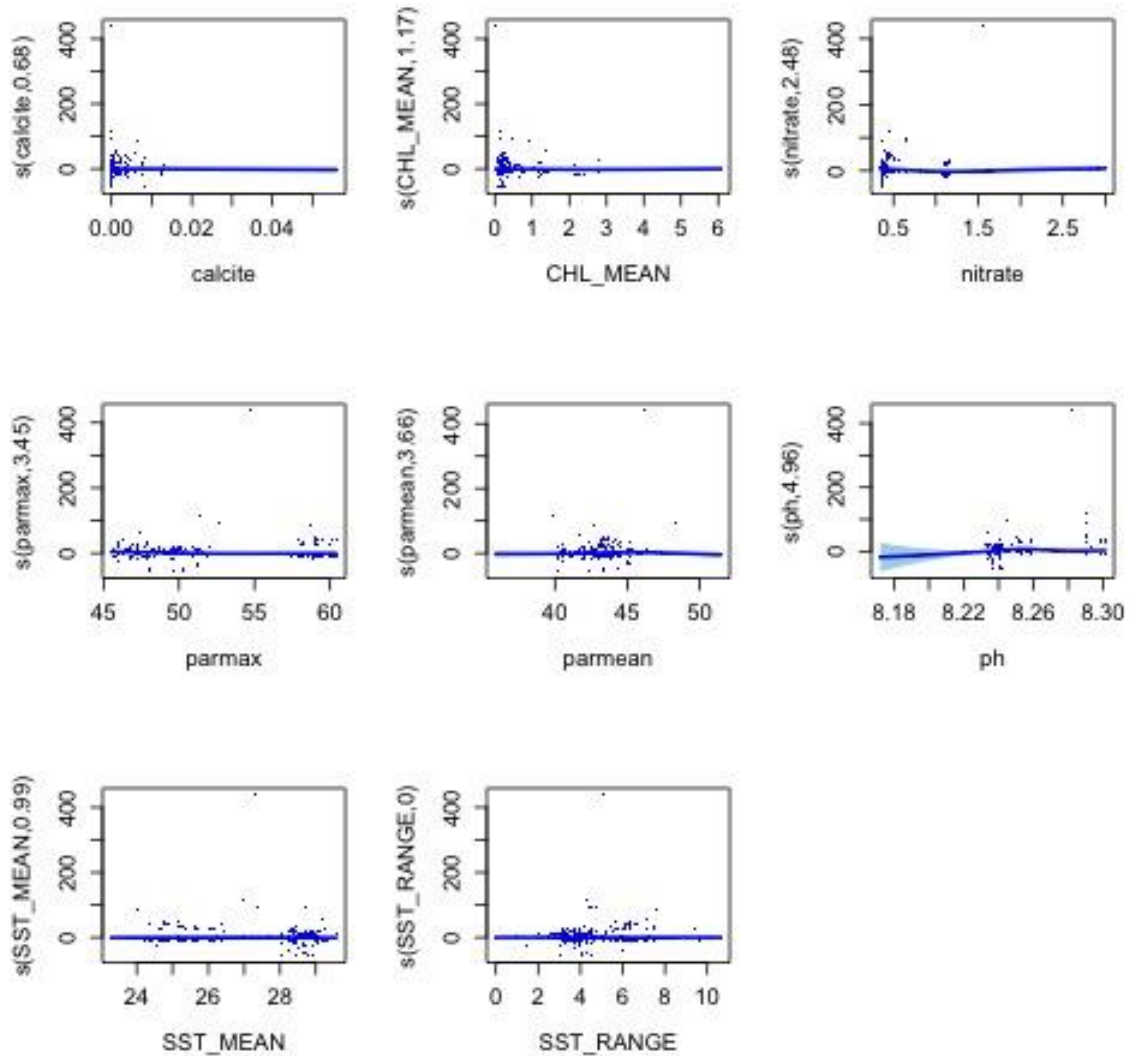 s(calcite,0.68)
400
200
0
0.00 0.02 0.04
calcite
s(CHL_MEAN,1.17)
400
200
0
0 1 2 3 4 5 6
CHL_MEAN
s(nitrate,2.48)
400
200
0
0.5 1.5 2.5
nitrate
s(parmax,3.45)
400
200
0
45 50 55 60
parmax
s(parmean,3.66)
400
200
0
40 45 50
parmean
s(ph,4.96)
400
200
0
8.18 8.22 8.26 8.30
ph
s(SST_MEAN,0.99)
400
200
0
24 26 28
SST_MEAN
s(SST_RANGE,0)
400
200
0
0 2 4 6 8 10
SST_RANGE